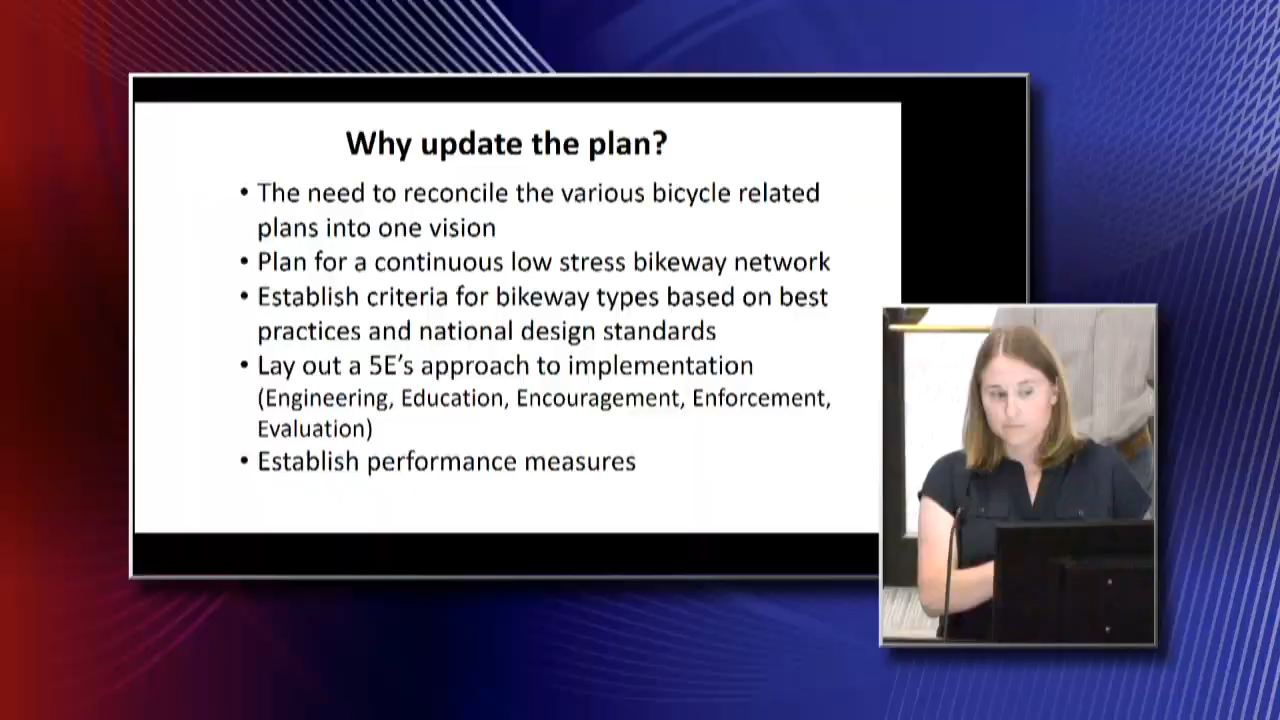 Why update the plan?
• The need to reconcile the various bicycle related
plans into one vision
• Plan for a continuous low stress bikeway network
• Establish criteria for bikeway types based on best
practices and national design standards
• Lay out a 5E’s approach to implementation
(Engineering, Education, Encouragement, Enforcement,
Evaluation)
• Establish performance measures